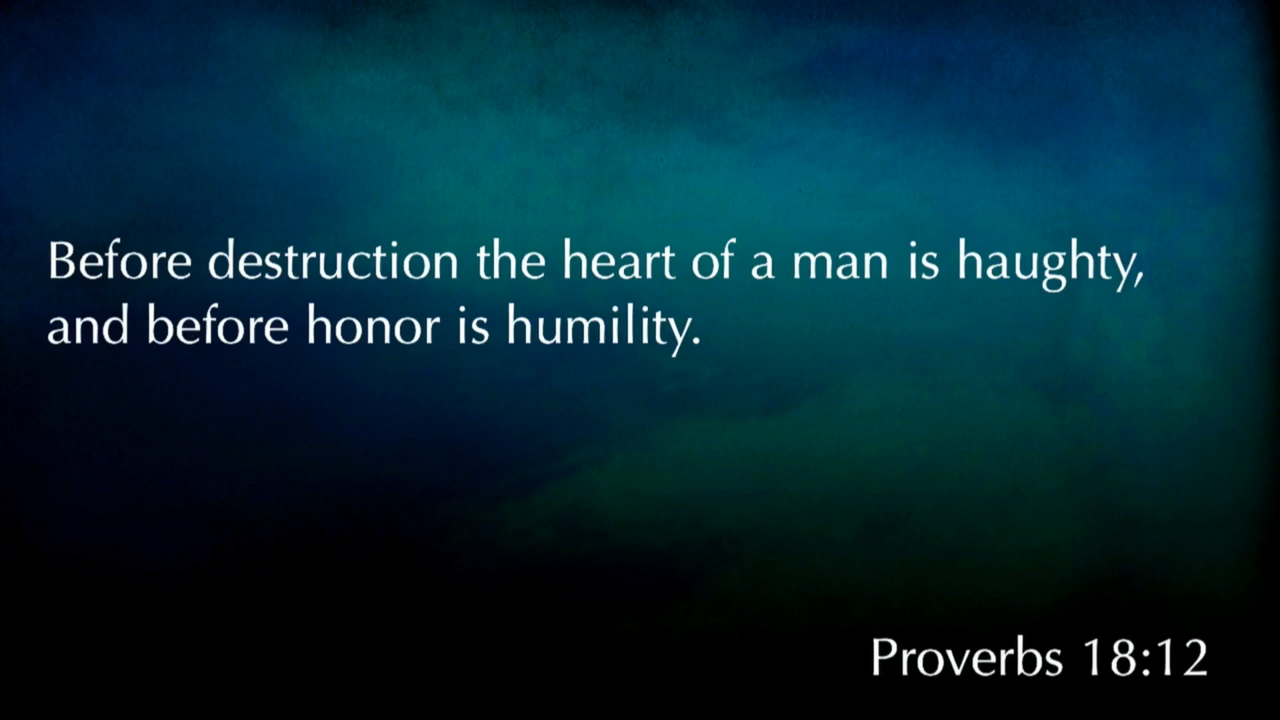 Before destruction the heart of a man is haughty,
and before honor is humility.
Proverbs 18:12